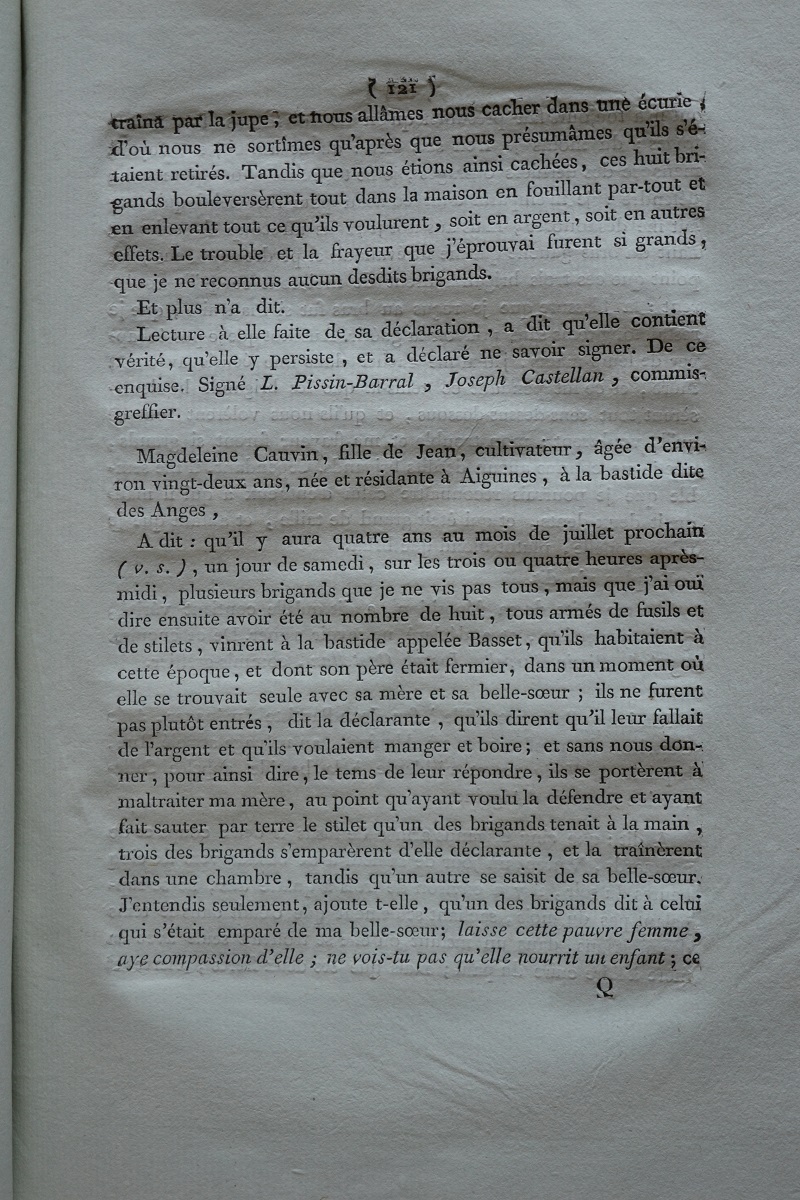 ( 121 )
traîna par la jupe, et nous allâmes nous cacher dans une écurie,
d'où nous ne sortîmes qu'après que nous présumâmes qu'ils s'é-
taient retirés. Tandis que nous étions ainsi cachées, ces huit bri-
gands bouleversèrent tout dans la maison en fouillant par-tout et
en enlevant tout ce qu'ils voulurent, soit en argent, soit en autres
effets. Le trouble et la frayeur que j'éprouvai furent si grands,
que je ne reconnus aucun desdits brigands.
Et plus n'a dit.
Lecture à elle faite de sa déclaration, a dit qu'elle contient
vérité, qu'elle y persiste, et a déclaré ne savoir signer. De ce
enquise. Signé L. Pissin-Barral, Joseph Castellan, commis-
greffier.
Magdeleine Cauvin, fille de Jean, cultivateur, âgée d'envi-
ron vingt-deux ans, née et résidante à Aiguines, à la bastide dite
des Anges,
A dit : qu'il y aura quatre ans au mois de juillet prochain
( v. s. ), un jour de samedi, sur les trois ou quatre heures après-
midi, plusieurs brigands que je ne vis pas tous, mais que j'ai ouï
dire ensuite avoir été au nombre de huit, tous armés de fusils et
de stilets, vinrent à la bastide appelée Basset, qu'ils habitaient à
cette époque, et dont son père était fermier, dans un moment où
elle se trouvait seule avec sa mère et sa belle-sœur ; ils ne furent
pas plutôt entrés, dit la déclarante, qu'ils dirent qu'il leur fallait
de l'argent et qu'ils voulaient manger et boire; et sans nous don-
ner, pour ainsi dire, le tems de leur répondre, ils se portèrent à
maltraiter ma mère, au point qu'ayant voulu la défendre et ayant
fait sauter par terre le stilet qu'un des brigands tenait à la main,
trois des brigands s'emparèrent d'elle déclarante, et la traînèrent
dans une chambre, tandis qu'un autre se saisit de sa belle-sœur.
J'entendis seulement, ajoute t-elle, qu'un des brigands dit à celui
qui s'était emparé de ma belle-sœur; laisse cette pauvre femme,
aye compassion d'elle ; ne vois-tu pas qu'elle nourrit un enfant ; ce
Q